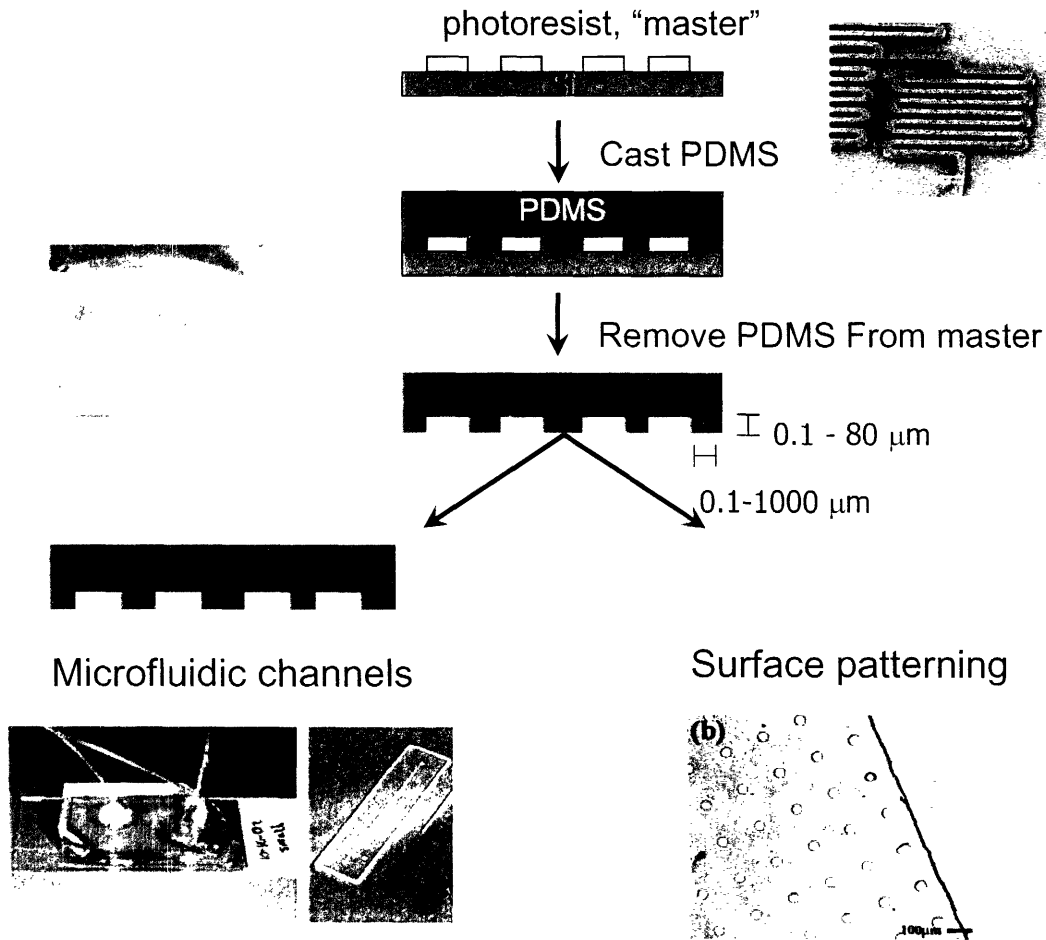 photoresist, “master”
Cast PDMS
PDMS
Remove PDMS From master
0.1 - 80 μm
0.1-1000 μm
Microfluidic channels
Surface patterning
small
(b)
100μm